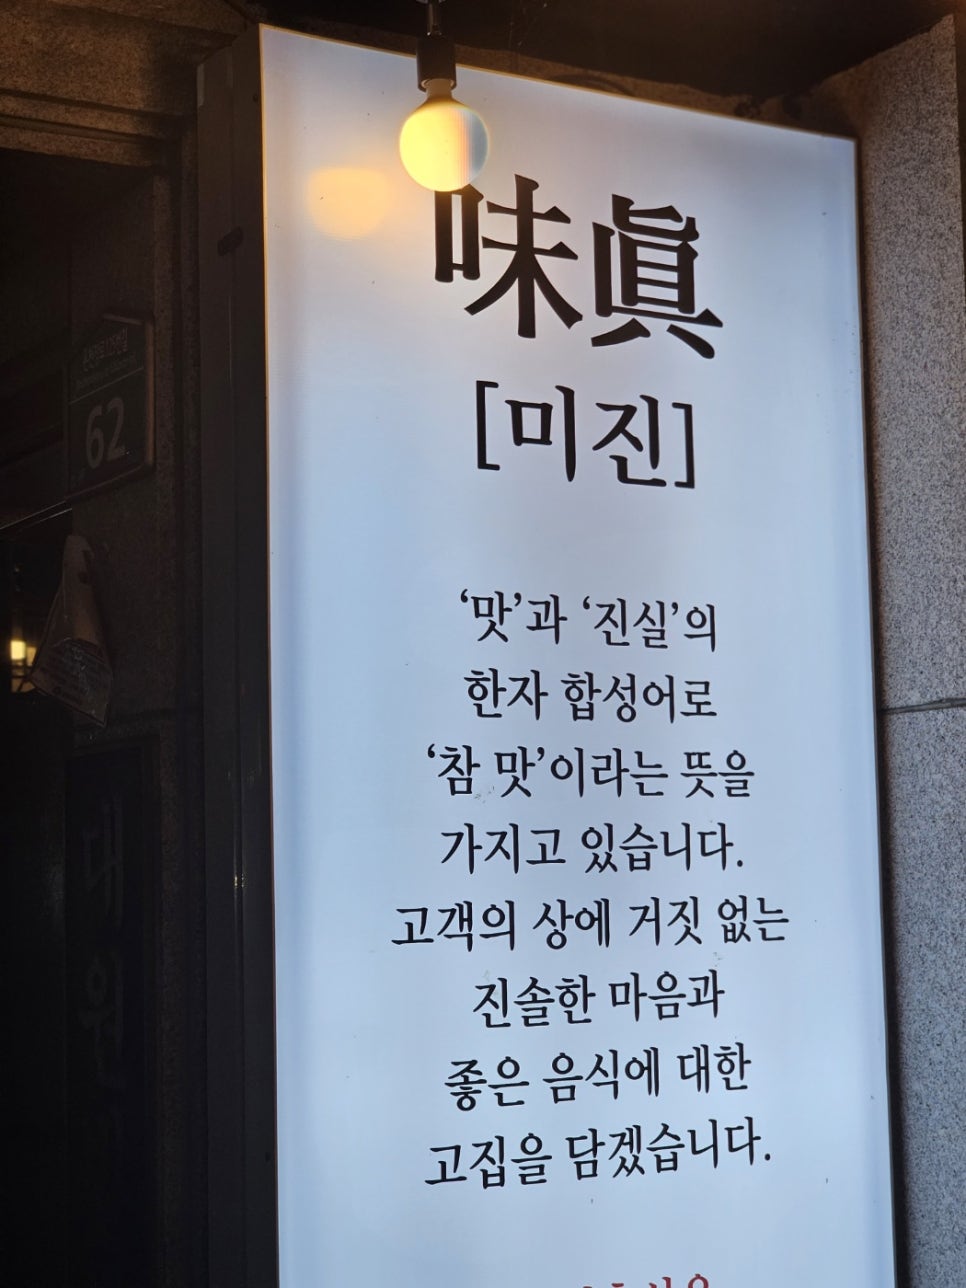 味眞
[미진]
‘맛’과 ‘진실’의
한자 합성어로
‘참 맛’이라는 뜻을
가지고 있습니다.
고객의 상에 거짓 없는
진솔한 마음과
좋은 음식에 대한
고집을 담겠습니다.
62
대원